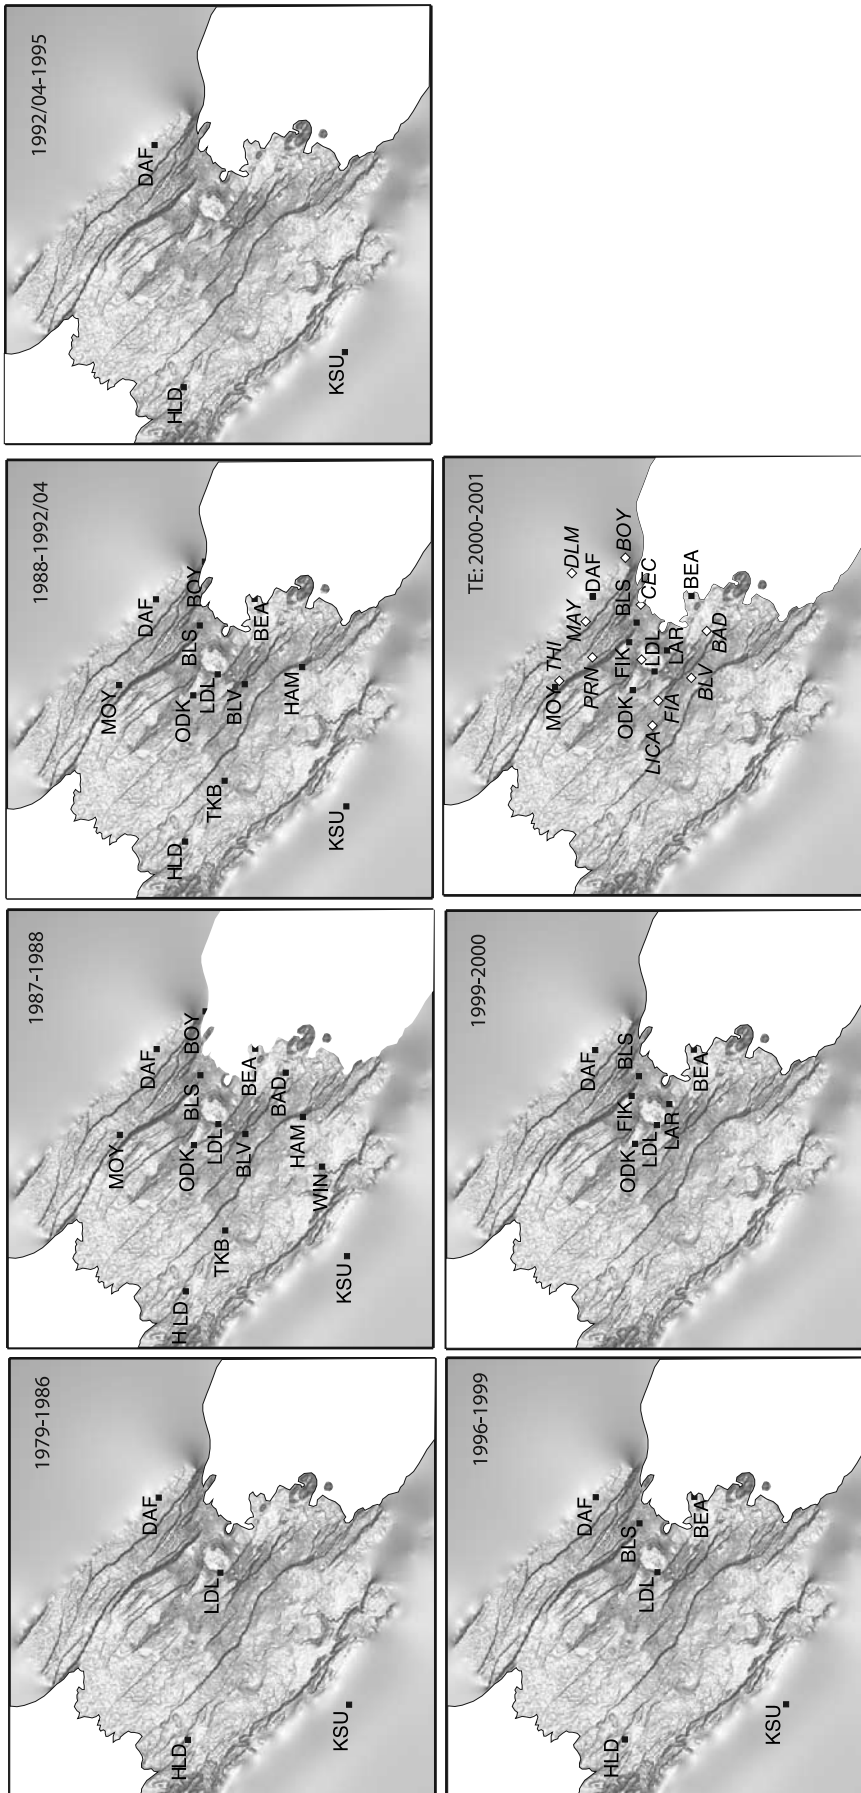 1979-1986
DAF
HLD
LDL
KSU
1987-1988
MOY
DAF
HLD
ODK
BLS
BOY
LDL
TKB
BLV
BEA
BAD
HAM
WIN
KSU
1988-1992/04
MOY
DAF
HLD
ODK
BLS
BOY
LDL
TKB
BLV
BEA
HAM
KSU
1992/04-1995
DAF
HLD
KSU
1996-1999
DAF
HLD
BLS
LDL
BEA
KSU
1999-2000
DAF
ODK
FIK
BLS
LDL
LAR
BEA
TE: 2000-2001
MOY
THI
DLM
MAY
DAF
PRN
ODK
FIK
BLS
BOY
CEC
LDL
LICA
FIA
LAR
BEA
BLV
BAD